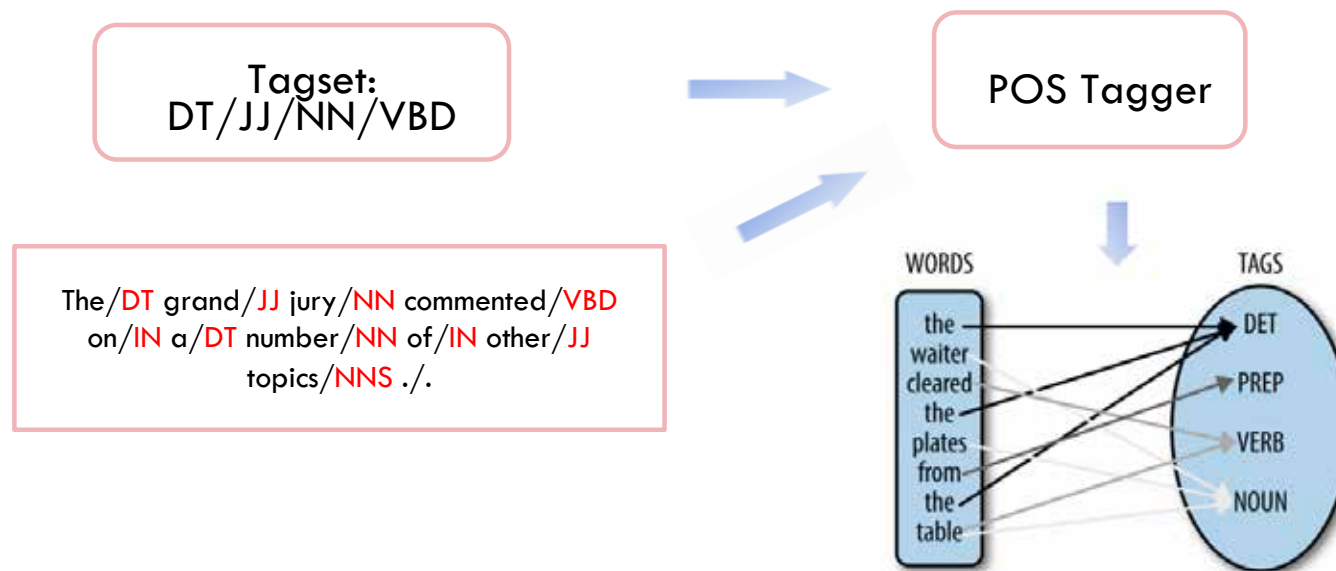 Tagset:
DT/JJ/NN/VBD
POS Tagger
The/DT grand/JJ jury/NN commented/VBD
on/IN a/DT number/NN of/IN other/JJ
topics/NNS ./.
WORDS
the
waiter
cleared
the
plates
from
the
table
TAGS
DET
PREP
VERB
NOUN